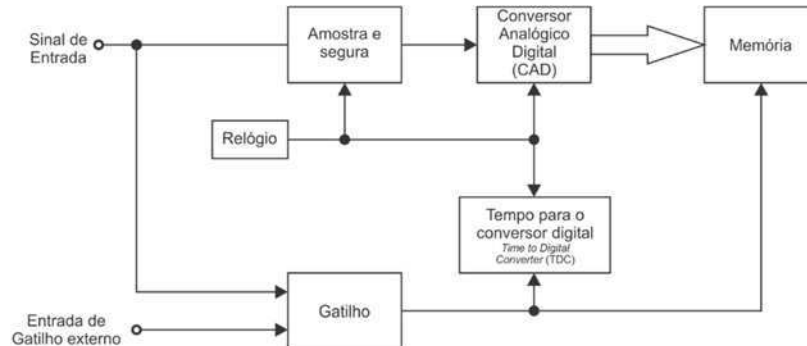 Sinal de
Entrada
Amostra e
segura
Conversor
Analógico
Digital
(CAD)
Memória
Relógio
Tempo para o
conversor digital
Time to Digital
Converter (TDC)
Gatilho
Entrada de
Gatilho externo